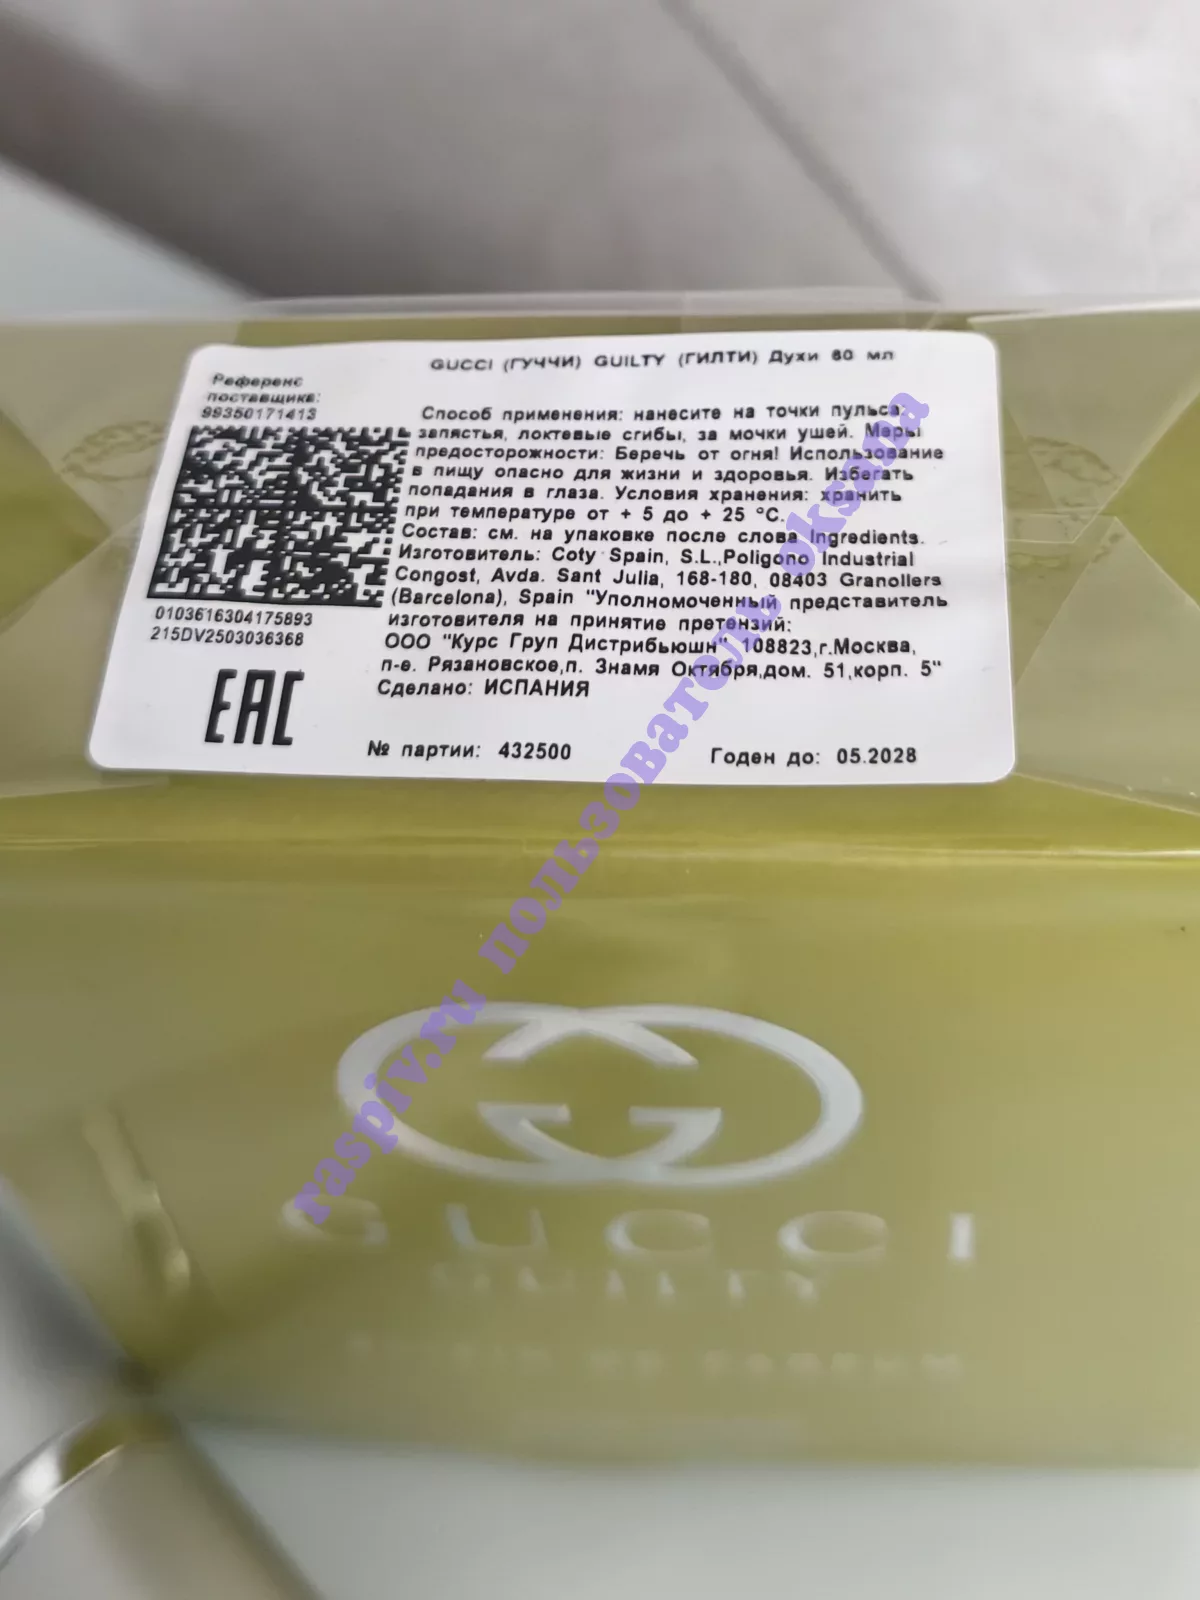 GUCCI (ГУЧЧИ) GUILTY (ГИЛТИ) Духи 60 мл
Референс
поставщика:
99350171413
0103616304175893
215DV2503036368
EAC
Способ применения: нанесите на точки пульса:
запястья, локтевые сгибы, за мочки ушей. Меры
предосторожности: Беречь от огня! Использование
в пищу опасно для жизни и здоровья. Избегать
попадания в глаза. Условия хранения: хранить
при температуре от + 5 до + 25 °C.
Состав: см. на упаковке после слова Ingredients.
Изготовитель: Coty Spain, S.L.,Poligono Industrial
Congost, Avda. Sant Julia, 168-180, 08403 Granollers
(Barcelona), Spain "Уполномоченный представитель
изготовителя на принятие претензий:
ООО "Курс Груп Дистрибьюшн" 108823,г.Москва,
п-е. Рязановское,п. Знамя Октября,дом. 51,корп. 5"
Сделано: ИСПАНИЯ
№ партии: 432500 Годен до: 05.2028
raspiv.ru пользователь oksana
GUCCI
GUILTY